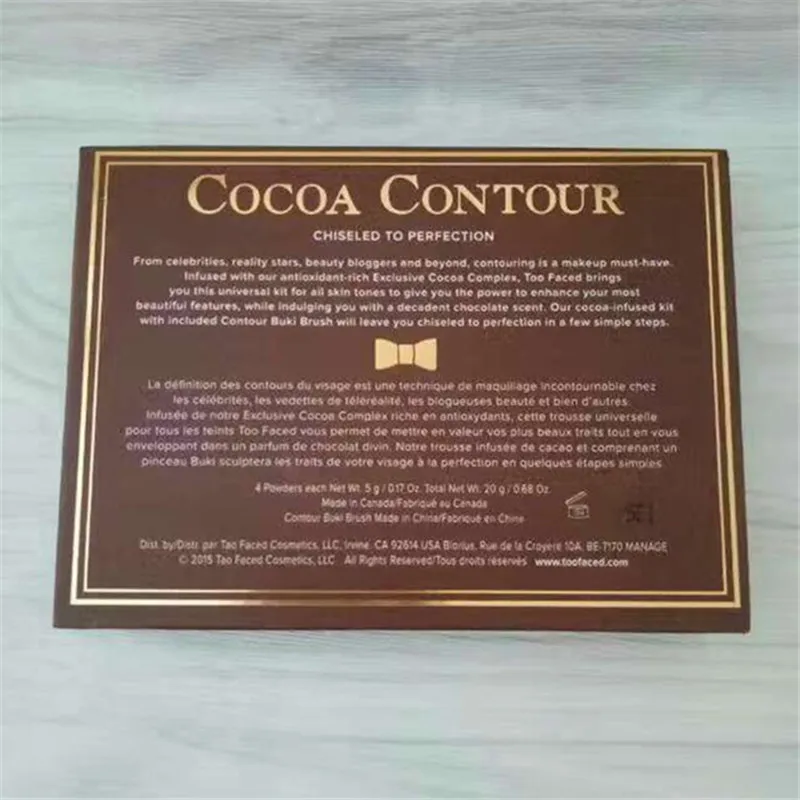 COCOA CONTOUR
CHISELED TO PERFECTION
From celebrities, reality stars, beauty bloggers and beyond, contouring is a makeup must-have.
Infused with our antioxidant-rich Exclusive Cocoa Complex, Too Faced brings
you this universal kit for all skin tones to give you the power to enhance your most
beautiful features, while indulging you with a decadent chocolate scent. Our cocoa-infused kit
with included Contour Buki Brush will leave you chiseled to perfection in a few simple steps.
La définition des contours du visage est une technique de maquillage incontournable chez
les célébrités, les vedettes de téléréalité, les blogueuses beauté et bien d'autres.
Infusée de notre Exclusive Cocoa Complex riche en antioxydants, cette trousse universelle
pour tous les teints Too Faced vous permet de mettre en valeur vos plus beaux traits tout en vous
enveloppant dans un parfum de chocolat divin. Notre trousse infusée de cacao et comprenant un
pinceau Buki sculptera les traits de votre visage à la perfection en quelques étapes simples
4 Powders each Net Wt. 5 g / 0.17 Oz. Total Net Wt. 20 g / 0.68 Oz.
Made in Canada/Fabriqué au Canada
Contour Buki Brush Made in China/Fabriqué en Chine
Dist. by/Distr. par Too Faced Cosmetics, LLC, Irvine, CA 92614 USA Biorius, Rue de la Croyere 10A, BE-7170 MANAGE
© 2015 Too Faced Cosmetics, LLC All Rights Reserved/Tous droits réservés www.toofaced.com